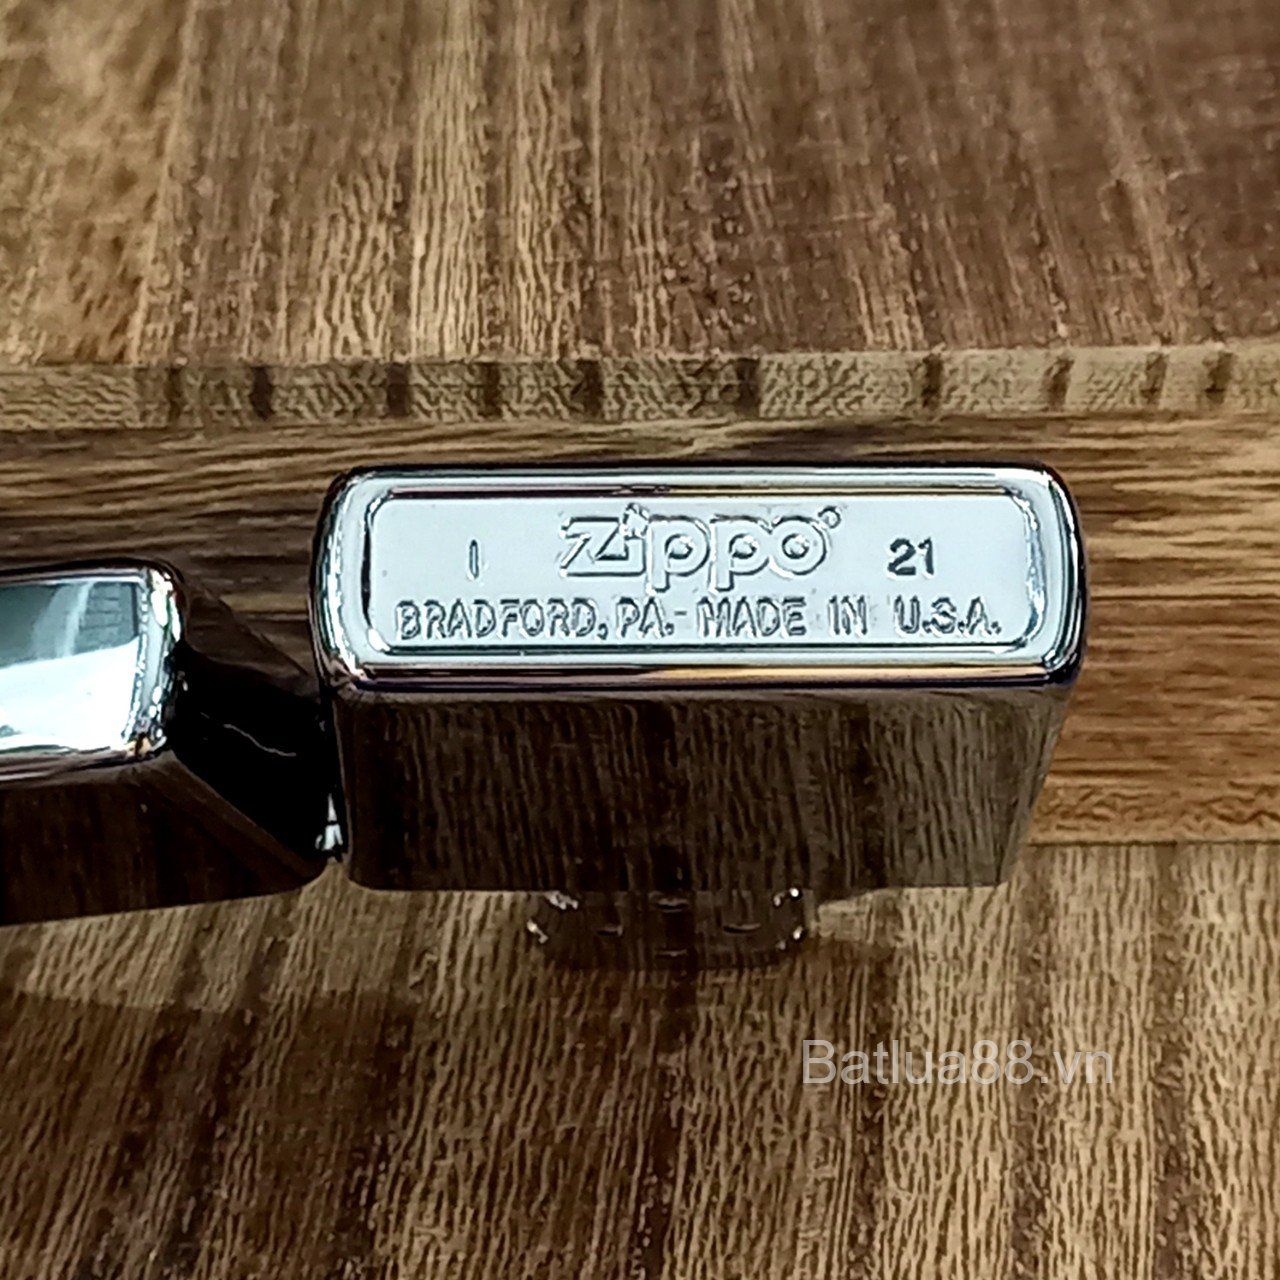 I Zippo® 21
BRADFORD, PA. MADE IN U.S.A.
Batlua88.vn